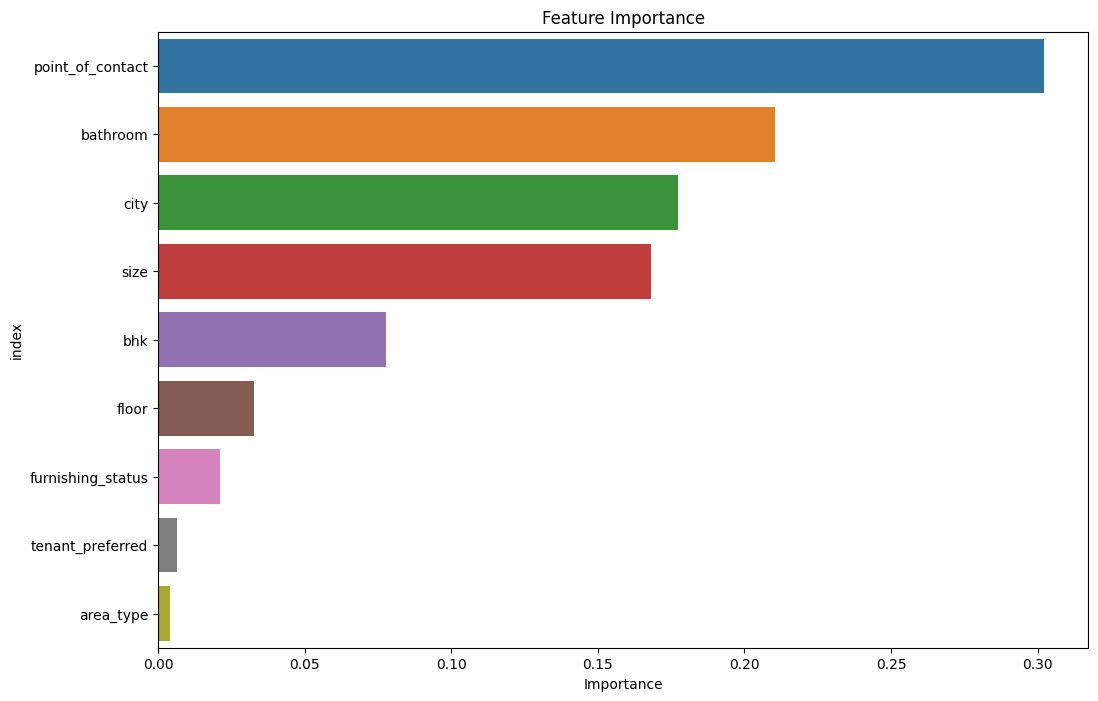 Feature Importance
point_of_contact
bathroom
city
size
bhk
floor
furnishing_status
tenant_preferred
area_type
index
0.00 0.05 0.10 0.15 0.20 0.25 0.30
Importance